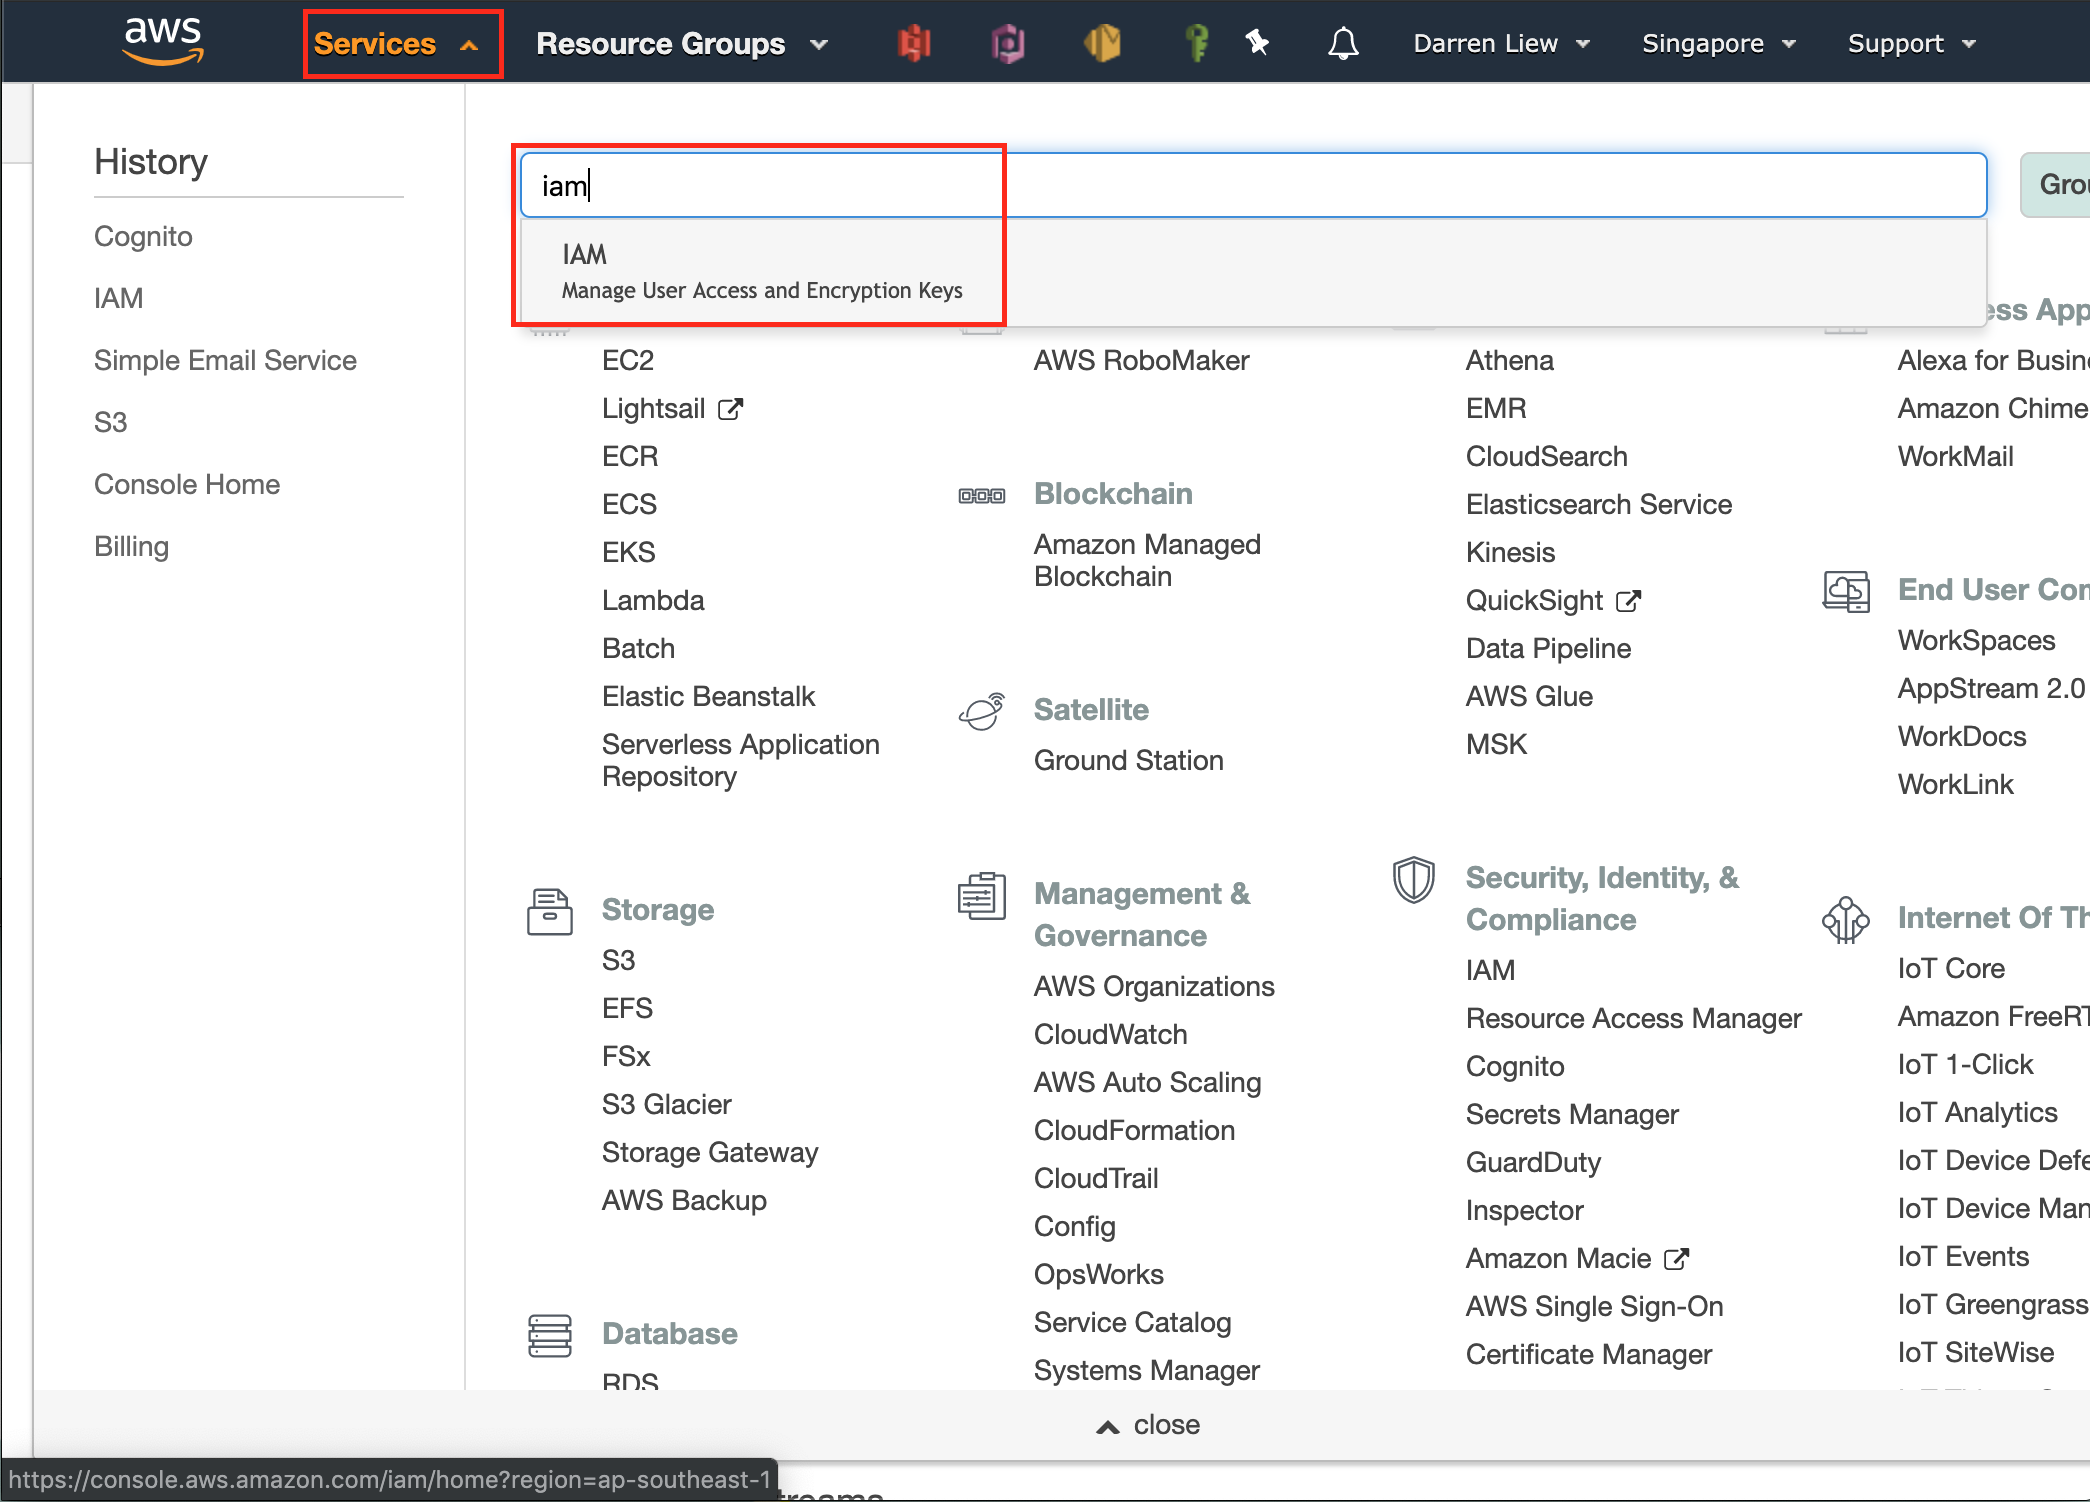 aws
Services
Resource Groups
Darren Liew
Singapore
Support
History
Cognito
IAM
Simple Email Service
S3
Console Home
Billing
iam
IAM
Manage User Access and Encryption Keys
EC2
Lightsail
ECR
ECS
EKS
Lambda
Batch
Elastic Beanstalk
Serverless Application
Repository
Storage
S3
EFS
FSx
S3 Glacier
Storage Gateway
AWS Backup
Database
RDS
AWS RoboMaker
Blockchain
Amazon Managed
Blockchain
Satellite
Ground Station
Management &
Governance
AWS Organizations
CloudWatch
AWS Auto Scaling
CloudFormation
CloudTrail
Config
OpsWorks
Service Catalog
Systems Manager
Athena
EMR
CloudSearch
Elasticsearch Service
Kinesis
QuickSight
Data Pipeline
AWS Glue
MSK
Security, Identity, &
Compliance
IAM
Resource Access Manager
Cognito
Secrets Manager
GuardDuty
Inspector
Amazon Macie
AWS Single Sign-On
Certificate Manager
Grou
ess App
Alexa for Busin
Amazon Chime
WorkMail
End User Com
WorkSpaces
AppStream 2.0
WorkDocs
WorkLink
Internet Of Th
IoT Core
Amazon FreeRT
IoT 1-Click
IoT Analytics
IoT Device Defe
IoT Device Man
IoT Events
IoT Greengrass
IoT SiteWise
close
https://console.aws.amazon.com/iam/home?region=ap-southeast-1